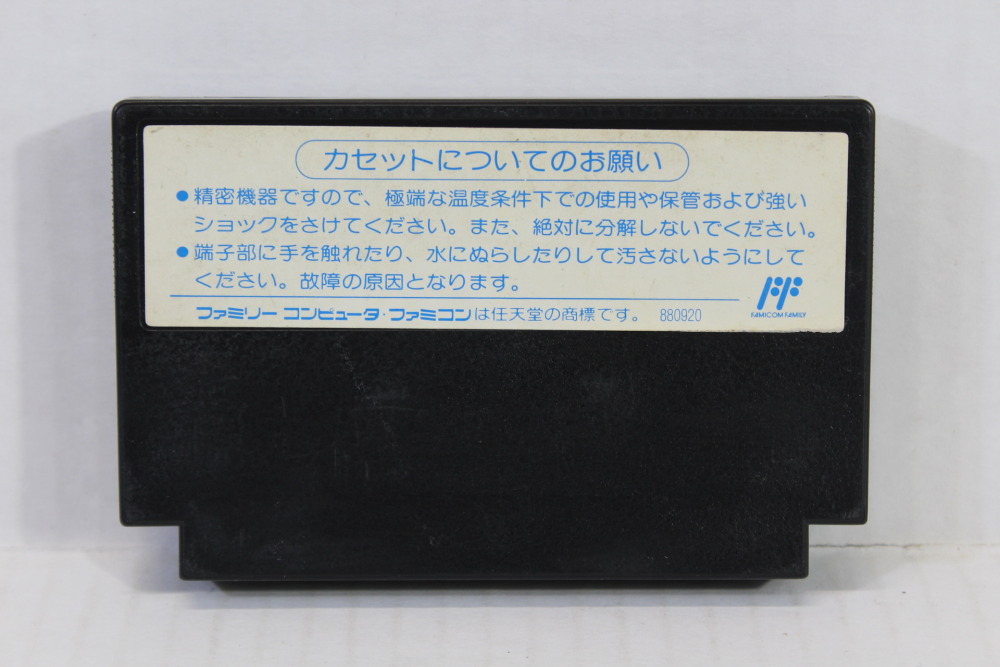 カセットについてのお願い
●精密機器ですので、極端な温度条件下での使用や保管および強い
ショックをさけてください。また、絶対に分解しないでください。
●端子部に手を触れたり、水にぬらしたりして汚さないようにして
ください。故障の原因となります。
FAMICOM FAMILY
ファミリー コンピュータ・ファミコンは任天堂の商標です。 880920